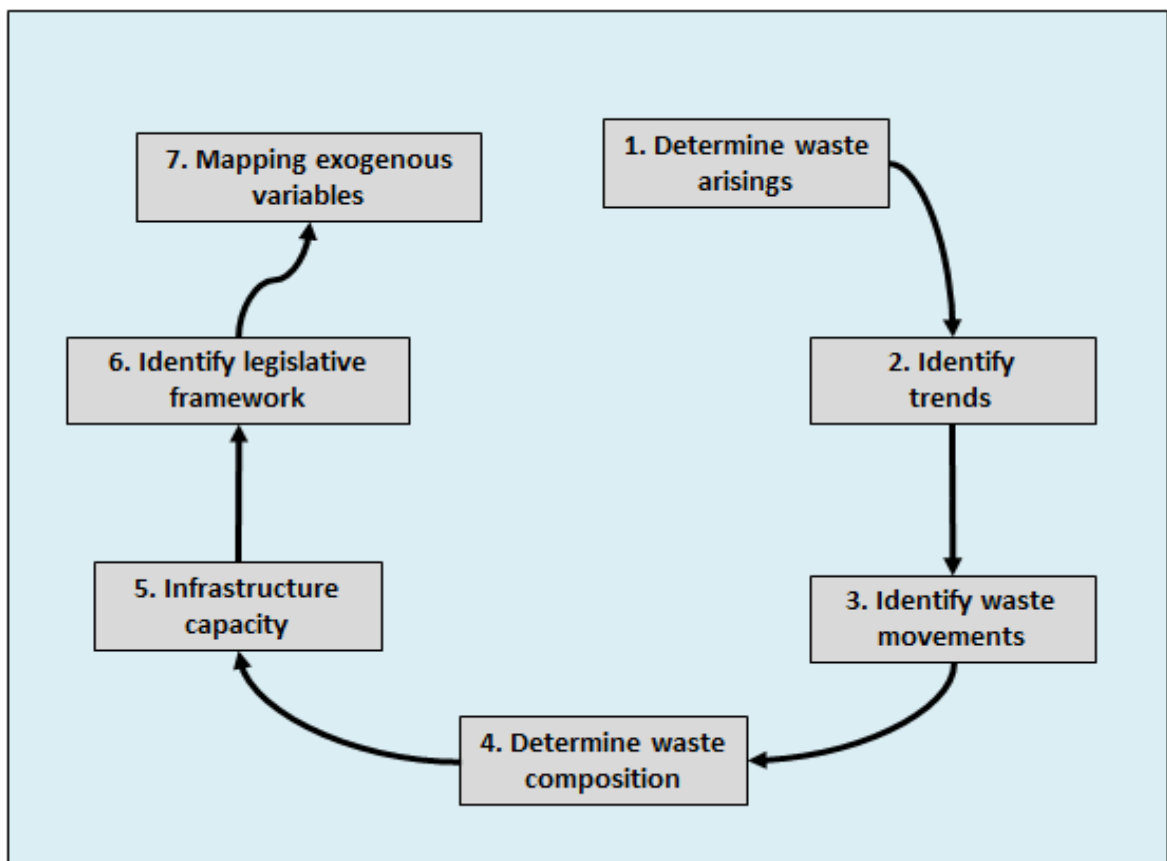 1. Determine waste
arisings
2. Identify
trends
3. Identify waste
movements
4. Determine waste
composition
5. Infrastructure
capacity
6. Identify legislative
framework
7. Mapping exogenous
variables